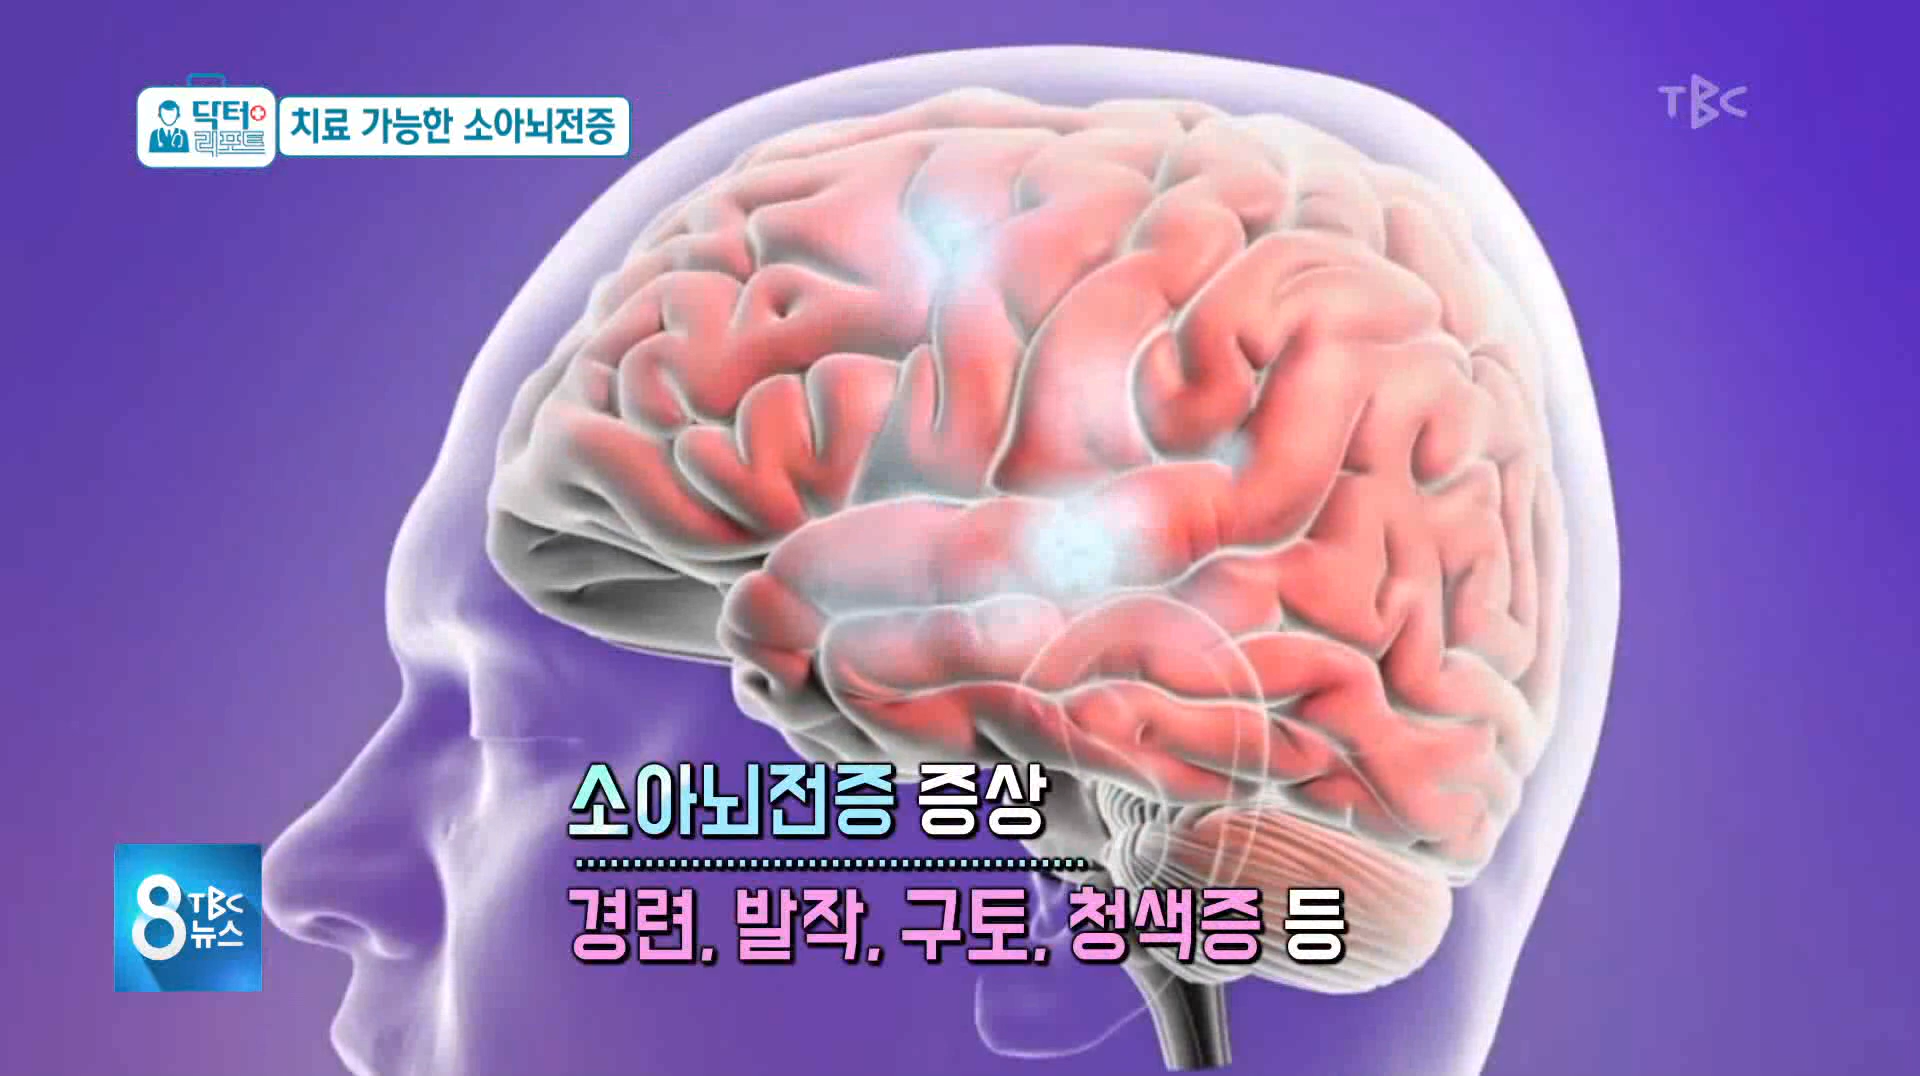 닥터
리포트
치료 가능한 소아뇌전증
TBC
소아뇌전증 증상
경련, 발작, 구토, 청색증 등
8 TBC
뉴스